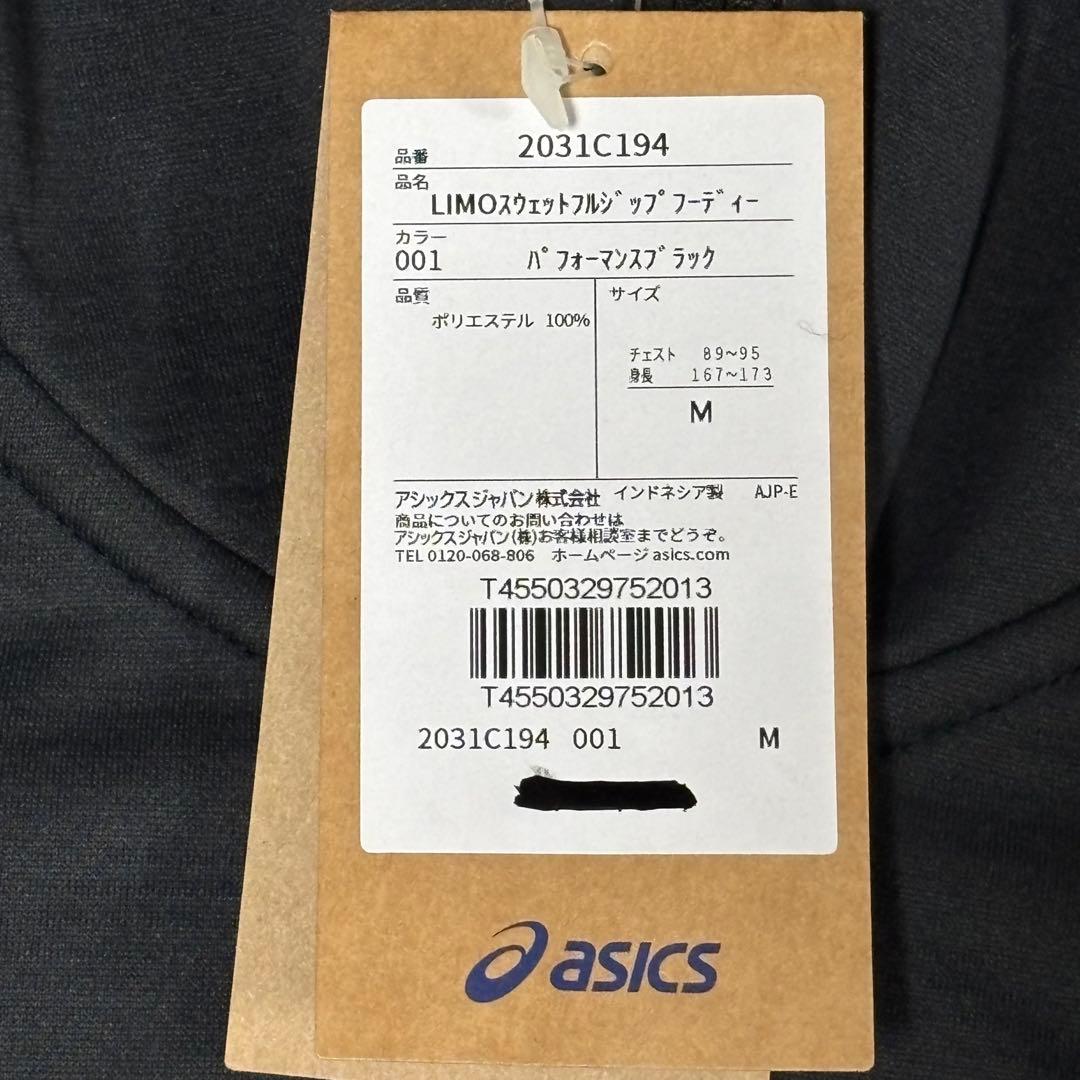 品番 2031C194
品名
LIMOスウェットフルジップフーディー
カラー
001 パフォーマンスブラック
品質
ポリエステル 100%
サイズ
チェスト 89~95
身長 167~173
M
アシックスジャパン株式会社 インドネシア製 AJP-E
商品についてのお問い合わせは
アシックスジャパン(株)お客様相談室までどうぞ。
TEL 0120-068-806 ホームページ asics.com
T4550329752013
T4550329752013
2031C194 001 M
asics